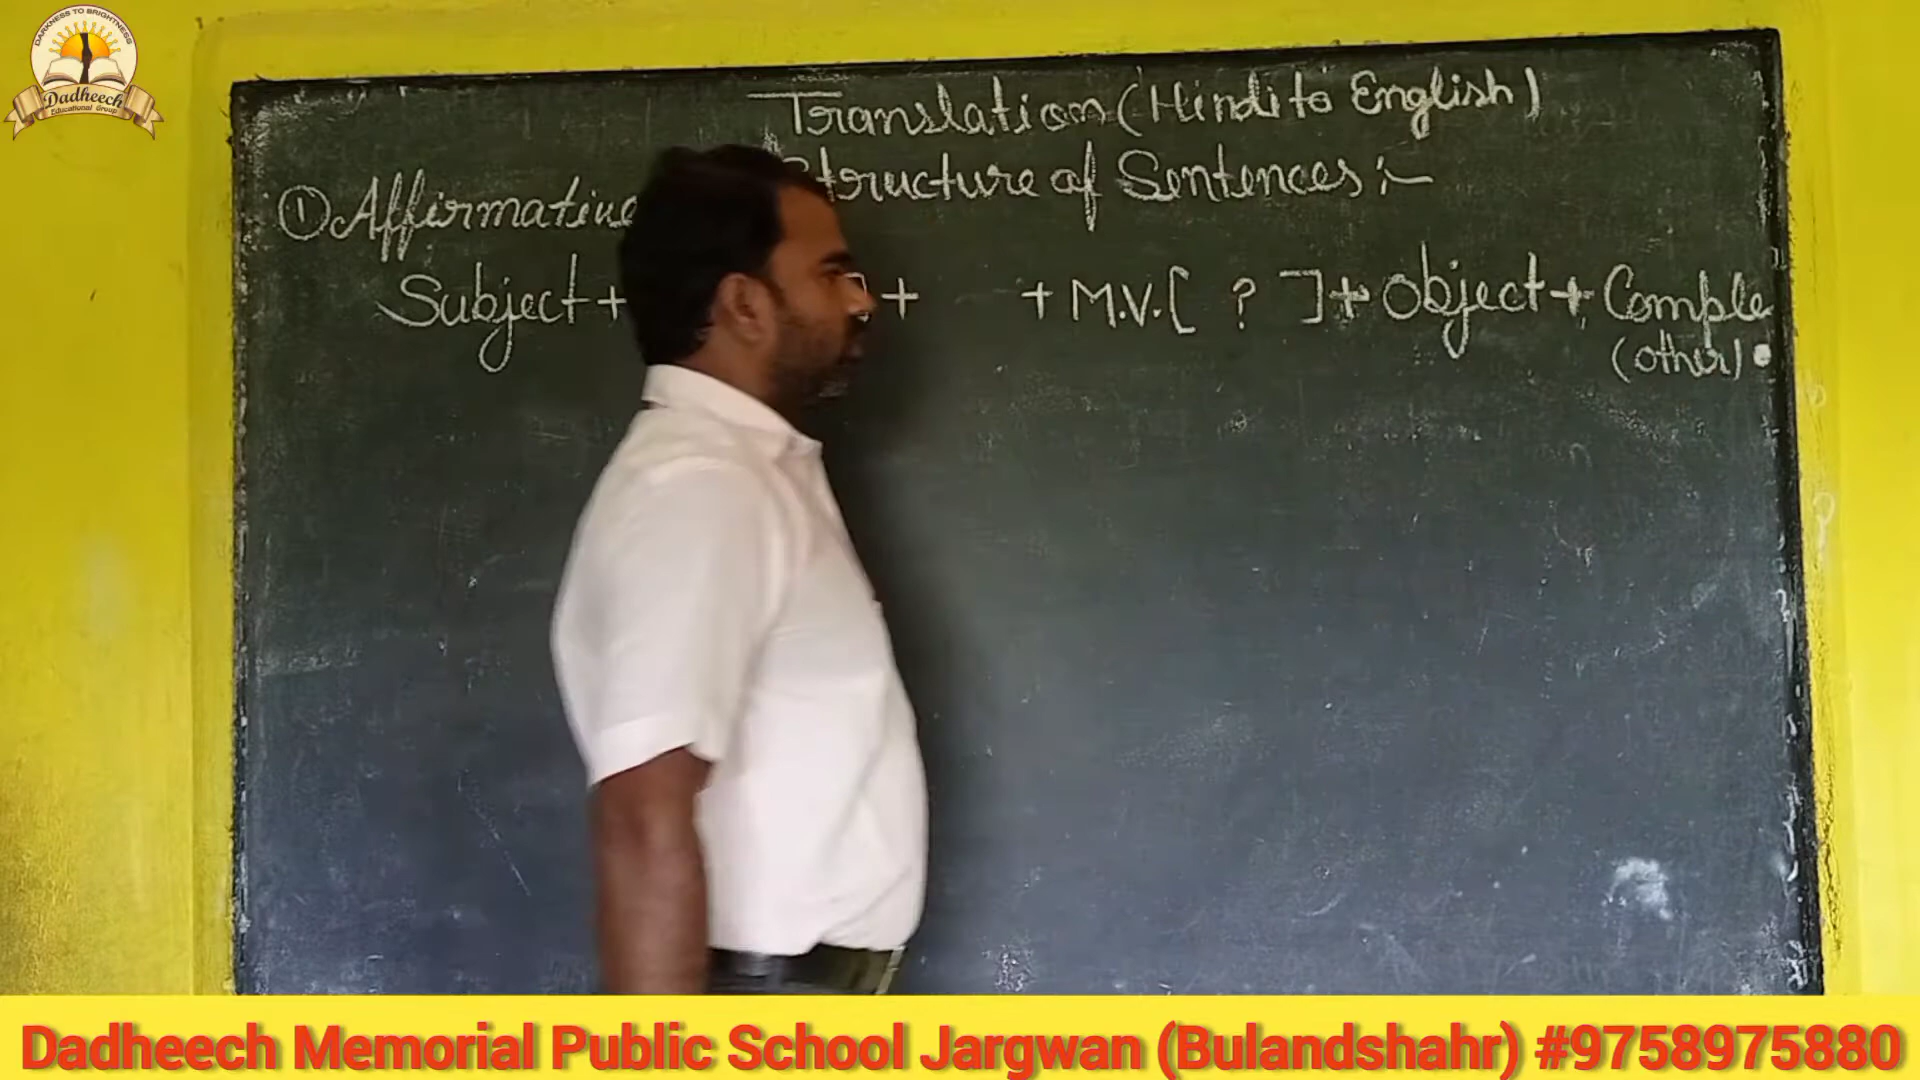 DARKNESS TO BRIGHTNESS
Dadheech
Educational Group
Translation (Hindi to English)
Structure of Sentences :-
① Affirmative
Subject + + + M.V. [ ? ] + Object + Comple
(other)
Dadheech Memorial Public School Jargwan (Bulandshahr) #9758975880